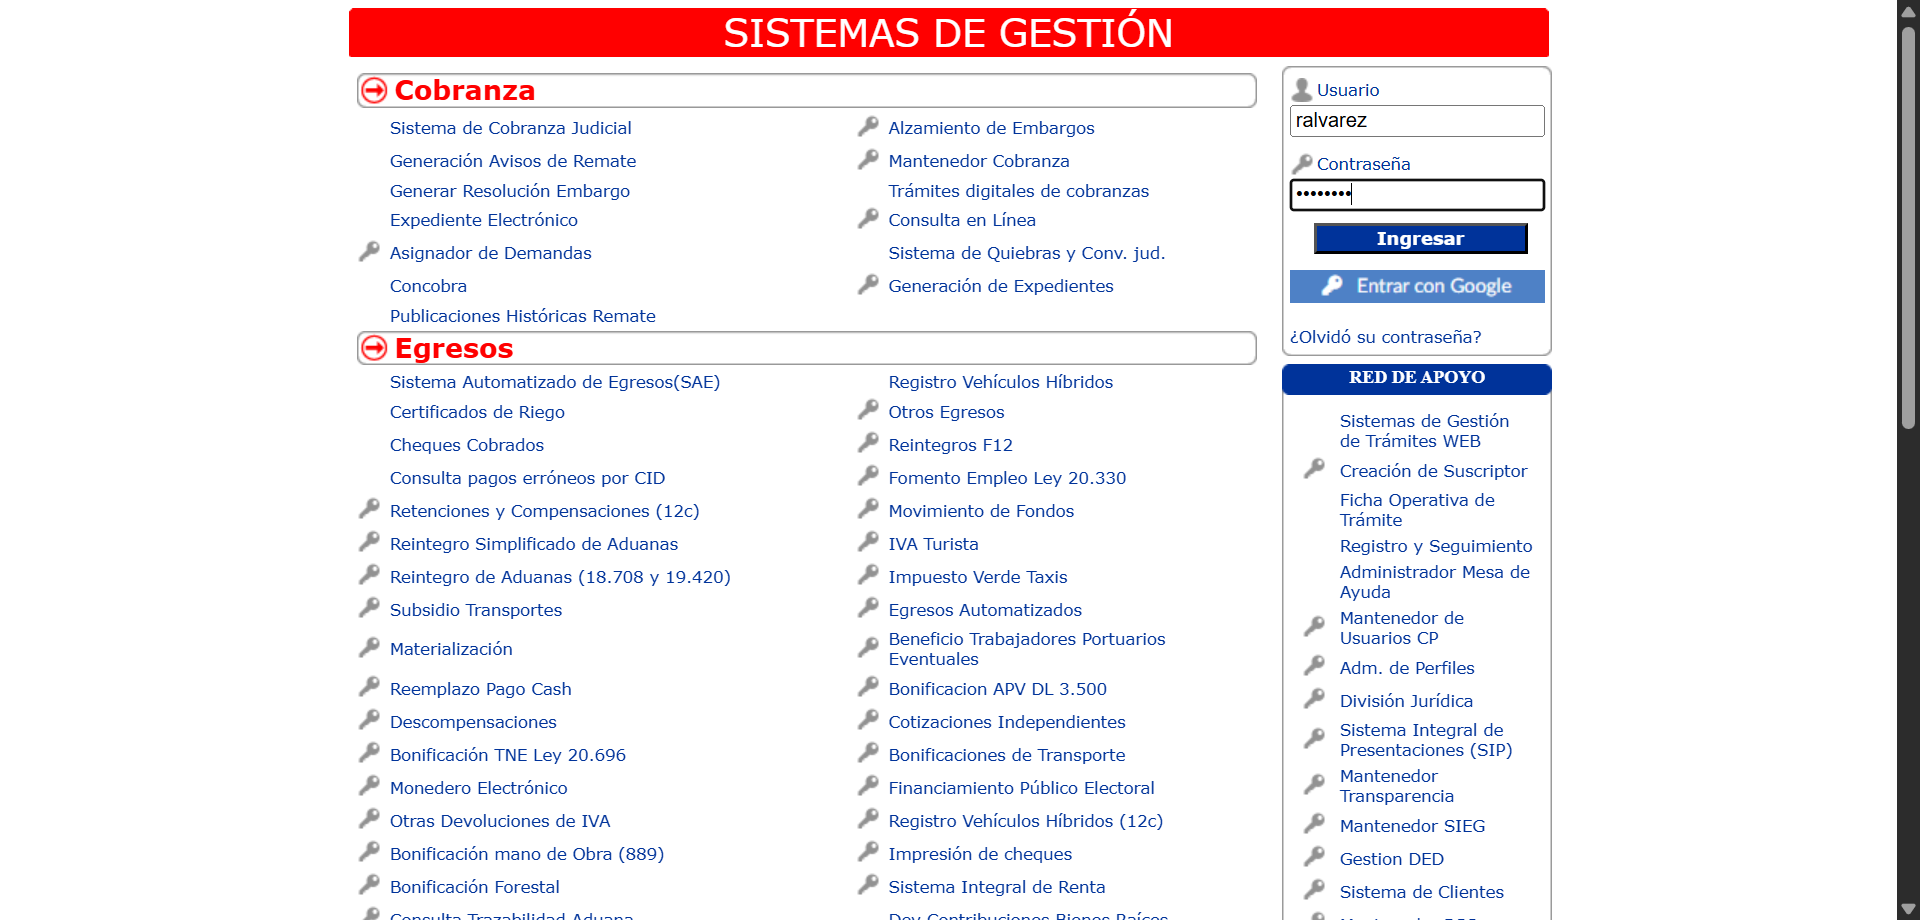 SISTEMAS DE GESTIÓN
Cobranza
Sistema de Cobranza Judicial
Alzamiento de Embargos
Generación Avisos de Remate
Mantenedor Cobranza
Generar Resolución Embargo
Trámites digitales de cobranzas
Expediente Electrónico
Consulta en Línea
Asignador de Demandas
Sistema de Quiebras y Conv. jud.
Concobra
Generación de Expedientes
Publicaciones Históricas Remate
Egresos
Sistema Automatizado de Egresos(SAE)
Registro Vehículos Híbridos
Certificados de Riego
Otros Egresos
Cheques Cobrados
Reintegros F12
Consulta pagos erróneos por CID
Fomento Empleo Ley 20.330
Retenciones y Compensaciones (12c)
Movimiento de Fondos
Reintegro Simplificado de Aduanas
IVA Turista
Reintegro de Aduanas (18.708 y 19.420)
Impuesto Verde Taxis
Subsidio Transportes
Egresos Automatizados
Materialización
Beneficio Trabajadores Portuarios
Eventuales
Reemplazo Pago Cash
Bonificacion APV DL 3.500
Descompensaciones
Cotizaciones Independientes
Bonificación TNE Ley 20.696
Bonificaciones de Transporte
Monedero Electrónico
Financiamiento Público Electoral
Otras Devoluciones de IVA
Registro Vehículos Híbridos (12c)
Bonificación mano de Obra (889)
Impresión de cheques
Bonificación Forestal
Sistema Integral de Renta
Consulta Trazabilidad Aduana
Dev Contribuciones Bienes Raíces
Usuario
ralvarez
Contraseña
••••••••
Ingresar
Entrar con Google
¿Olvidó su contraseña?
RED DE APOYO
Sistemas de Gestión
de Trámites WEB
Creación de Suscriptor
Ficha Operativa de
Trámite
Registro y Seguimiento
Administrador Mesa de
Ayuda
Mantenedor de
Usuarios CP
Adm. de Perfiles
División Jurídica
Sistema Integral de
Presentaciones (SIP)
Mantenedor
Transparencia
Mantenedor SIEG
Gestion DED
Sistema de Clientes